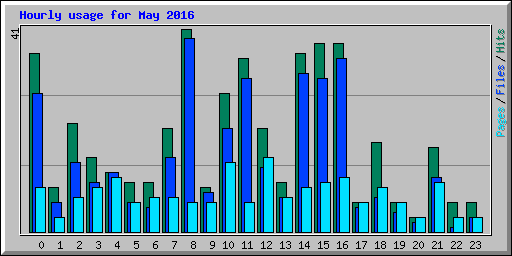 Hourly usage for May 2016
41
Pages / Files / Hits
0 1 2 3 4 5 6 7 8 9 10 11 12 13 14 15 16 17 18 19 20 21 22 23